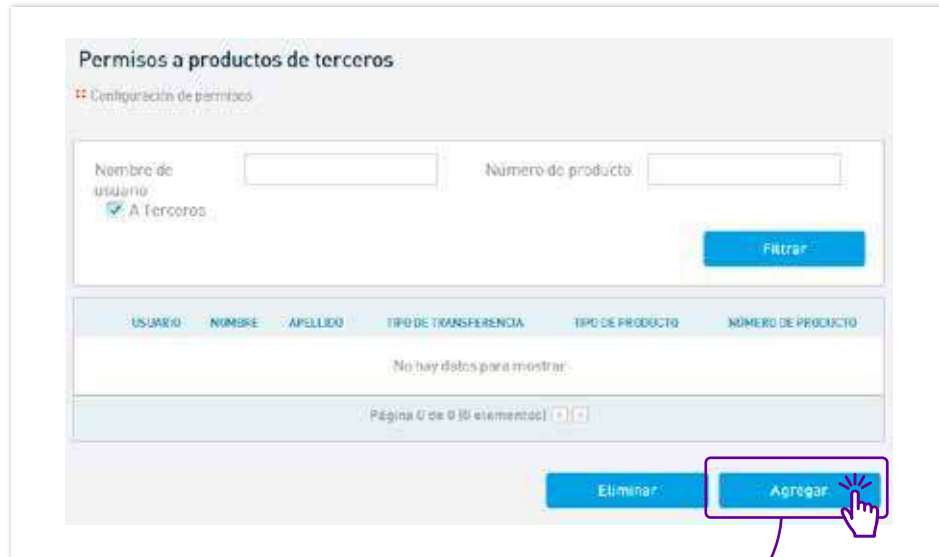 Permisos a productos de terceros
Configuración de permisos
Nombre de usuario
Número de producto
A Terceros
Filtrar
USUARIO NOMBRE APELLIDO TIPO DE TRANSFERENCIA TIPO DE PRODUCTO NÚMERO DE PRODUCTO
No hay datos para mostrar
Página 0 de 0 (0 elementos)
Eliminar Agregar